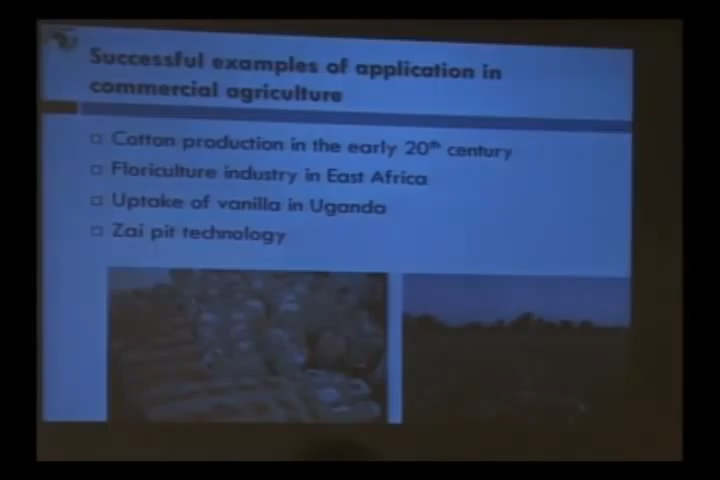 Successful examples of application in
commercial agriculture
Cotton production in the early 20th century
Floriculture industry in East Africa
Uptake of vanilla in Uganda
Zai pit technology